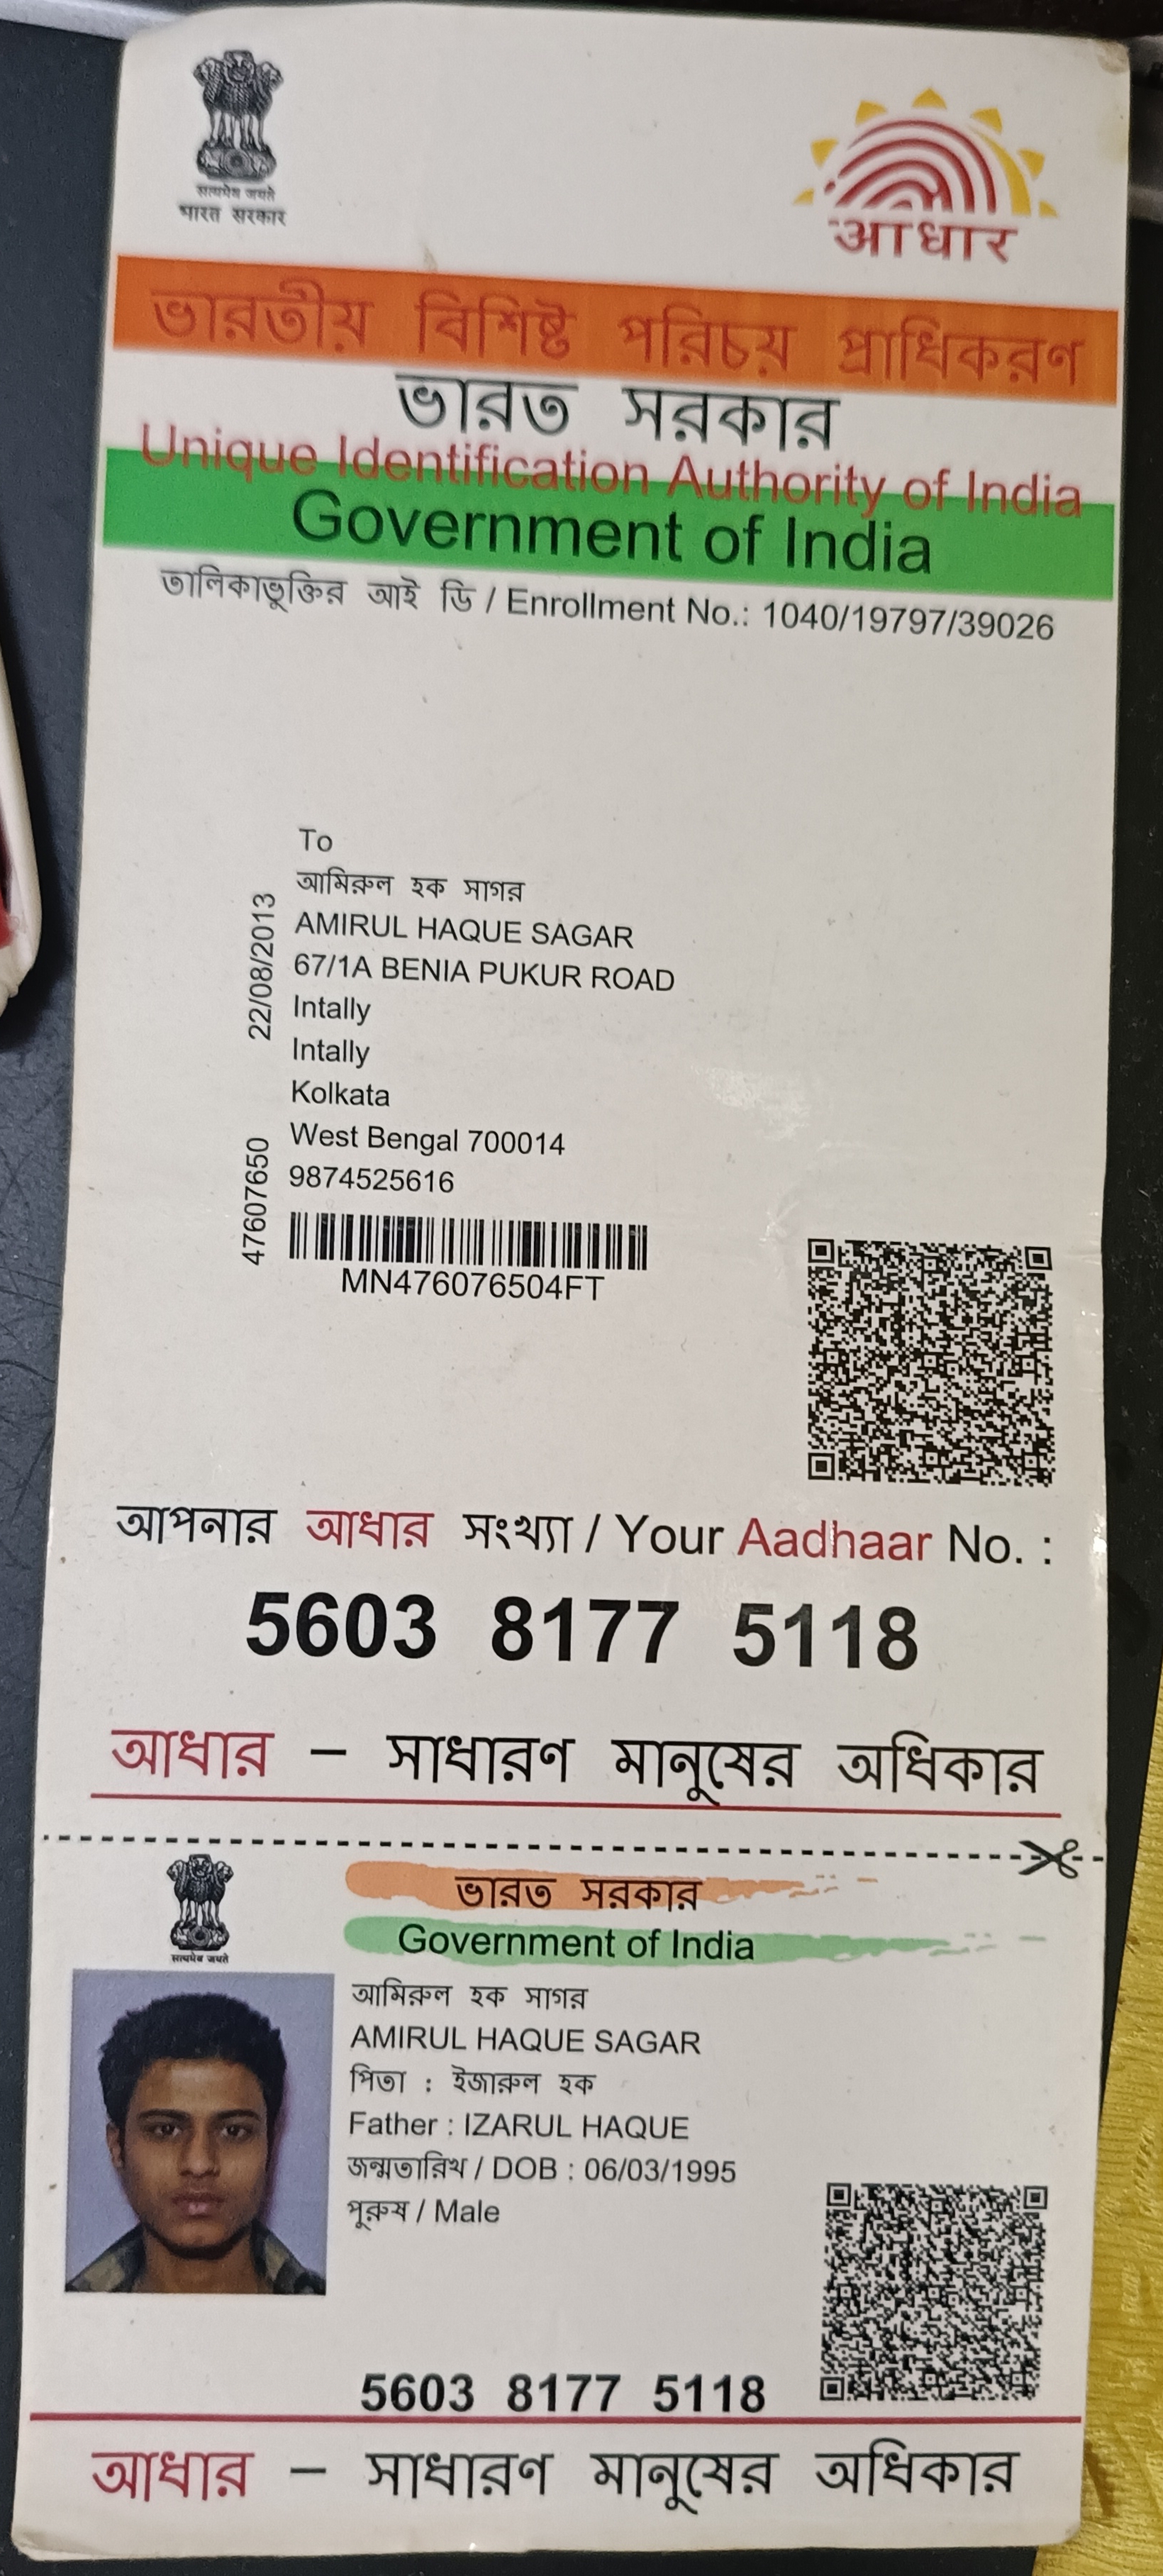 सत्यमेव जयते
भारत सरकार
आधार
ভারতীয় বিশিষ্ট পরিচয় প্রাধিকরণ
ভারত সরকার
Unique Identification Authority of India
Government of India
তালিকাভুক্তির আই ডি / Enrollment No.: 1040/19797/39026
To
আমিরুল হক সাগর
AMIRUL HAQUE SAGAR
67/1A BENIA PUKUR ROAD
Intally
Intally
Kolkata
West Bengal 700014
9874525616
22/08/2013
47607650
MN476076504FT
আপনার আধার সংখ্যা / Your Aadhaar No. :
5603 8177 5118
আধার – সাধারণ মানুষের অধিকার
सत्यमेव जयते
ভারত সরকার
Government of India
আমিরুল হক সাগর
AMIRUL HAQUE SAGAR
পিতা : ইজারুল হক
Father : IZARUL HAQUE
জন্মতারিখ / DOB : 06/03/1995
পুরুষ / Male
5603 8177 5118
আধার – সাধারণ মানুষের অধিকার